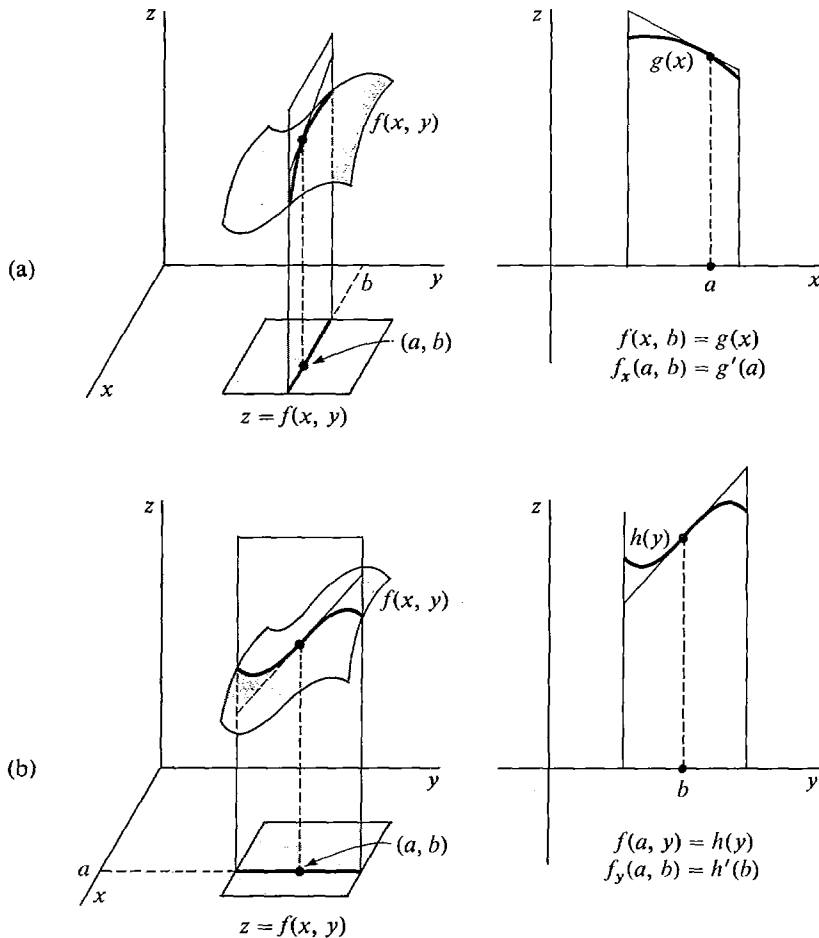 z
f(x, y)
(a)
b
y
(a, b)
x
z = f(x, y)
z
g(x)
a
x
f(x, b) = g(x)
f_x(a, b) = g'(a)
z
f(x, y)
(b)
y
(a, b)
a
x
z = f(x, y)
z
h(y)
b
y
f(a, y) = h(y)
f_y(a, b) = h'(b)